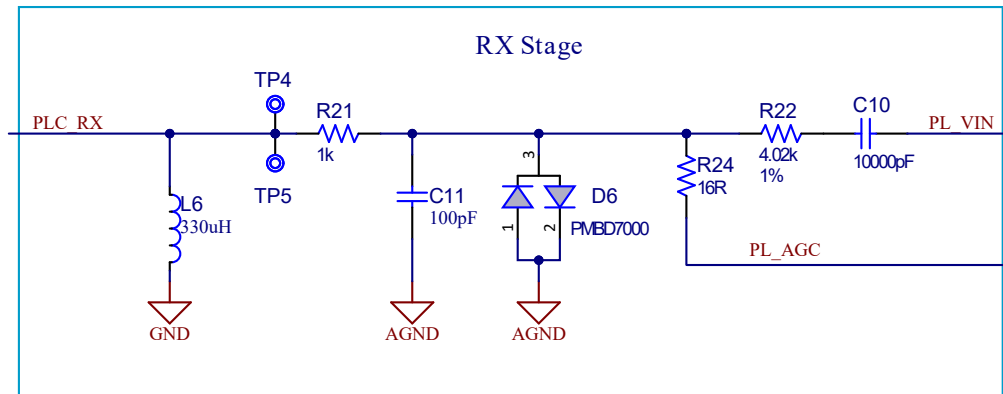 RX Stage
TP4
PLC_RX
R21
1k
TP5
L6
330uH
GND
C11
100pF
AGND
3
1
2
D6
PMBD7000
AGND
R24
16R
R22
4.02k
1%
C10
10000pF
PL_VIN
PL_AGC